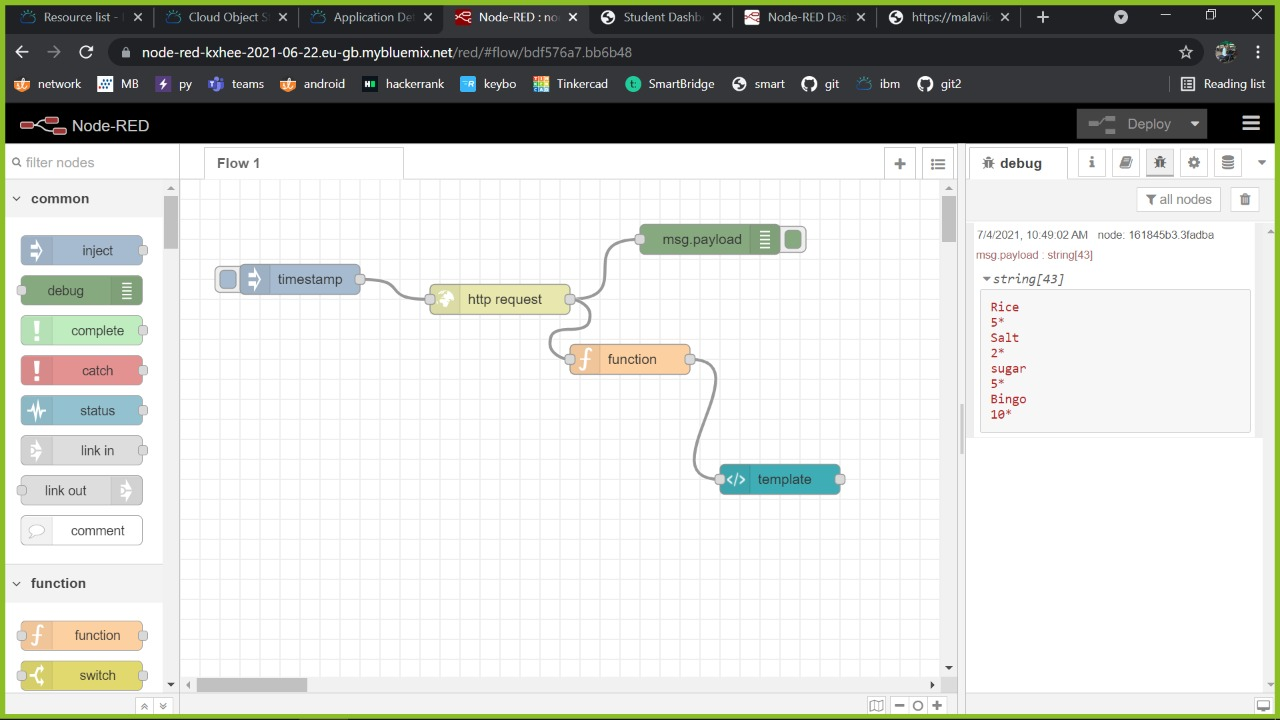 Resource list -
Cloud Object S
Application De
Node-RED : no
Student Dashb
Node-RED Das
https://malavik
node-red-kxhee-2021-06-22.eu-gb.mybluemix.net/red/#flow/bdf576a7.bb6b48
network
MB
py
teams
android
hackerrank
keybo
Tinkercad
SmartBridge
smart
git
ibm
git2
Reading list
Node-RED
Deploy
filter nodes
Flow 1
debug
common
all nodes
inject
debug
complete
catch
status
link in
link out
comment
function
function
switch
timestamp
http request
msg.payload
function
template
7/4/2021, 10:49:02 AM node: 161845b3.3fadba
msg.payload : string[43]
string[43]
Rice
5*
Salt
2*
sugar
5*
Bingo
10*